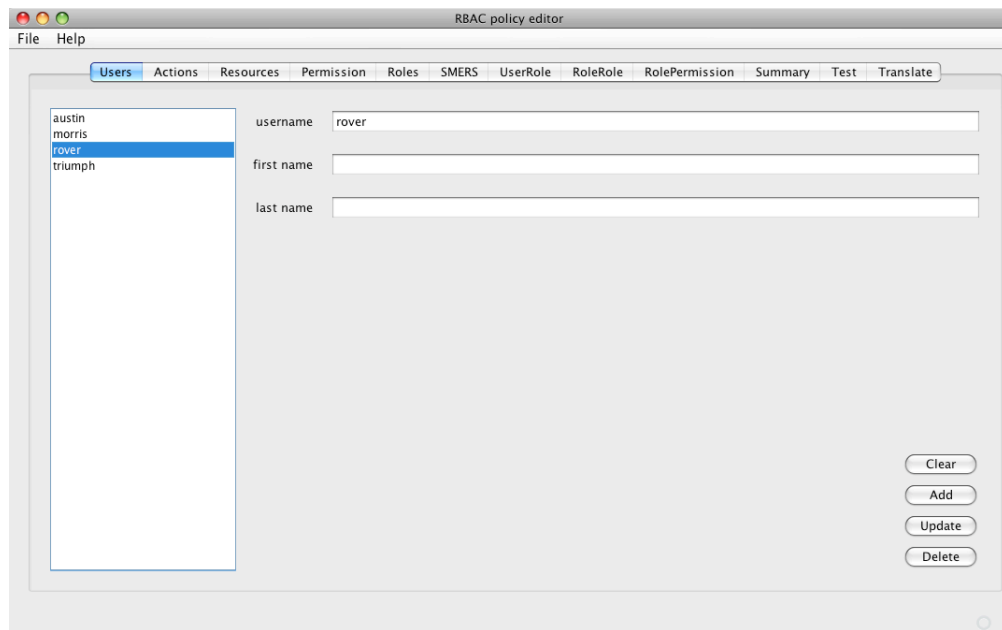 RBAC policy editor
File Help
Users Actions Resources Permission Roles SMERS UserRole RoleRole RolePermission Summary Test Translate
austin
morris
rover
triumph
username rover
first name
last name
Clear
Add
Update
Delete